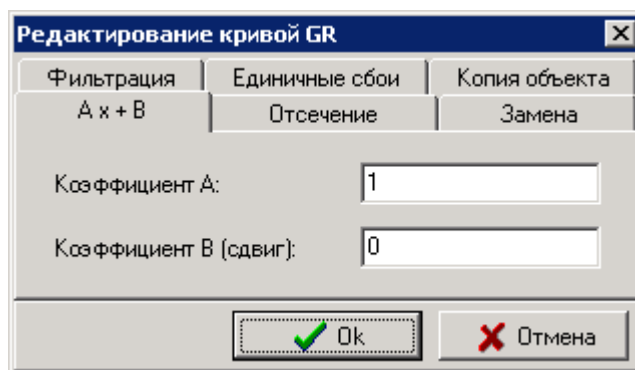 Редактирование кривой GR
Фильтрация Единичные сбои Копия объекта
A x + B Отсечение Замена
Коэффициент A: 1
Коэффициент B (сдвиг): 0
Ok Отмена